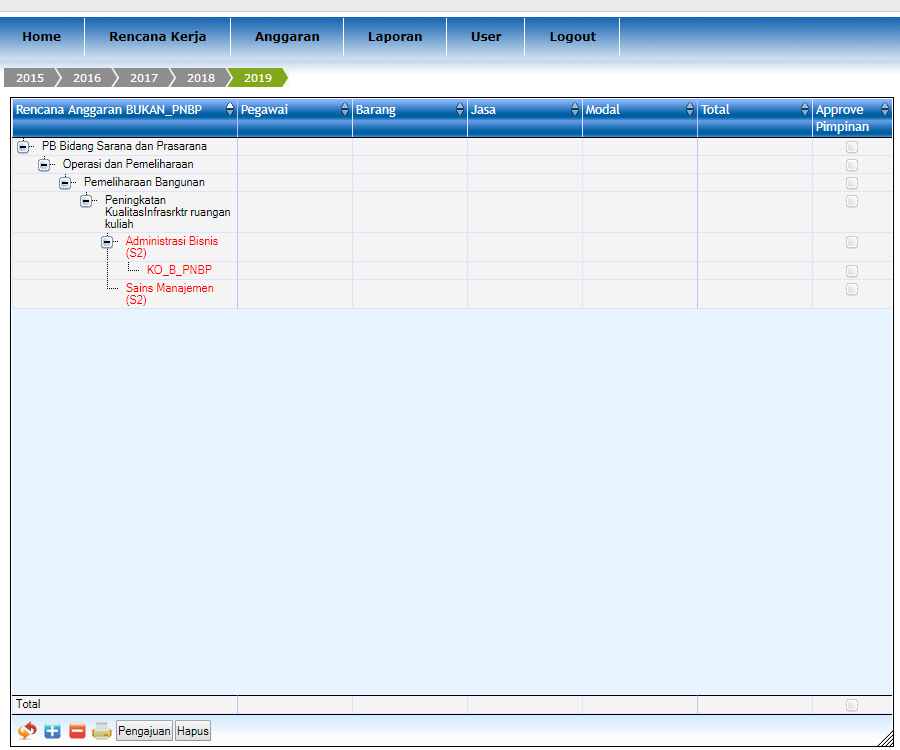 Home Rencana Kerja Anggaran Laporan User Logout
2015 2016 2017 2018 2019
Rencana Anggaran BUKAN_PNBP Pegawai Barang Jasa Modal Total Approve
Pimpinan
PB Bidang Sarana dan Prasarana
Operasi dan Pemeliharaan
Pemeliharaan Bangunan
Peningkatan
KualitasInfrasrktr ruangan
kuliah
Administrasi Bisnis
(S2)
KO_B_PNBP
Sains Manajemen
(S2)
Total
Pengajuan Hapus